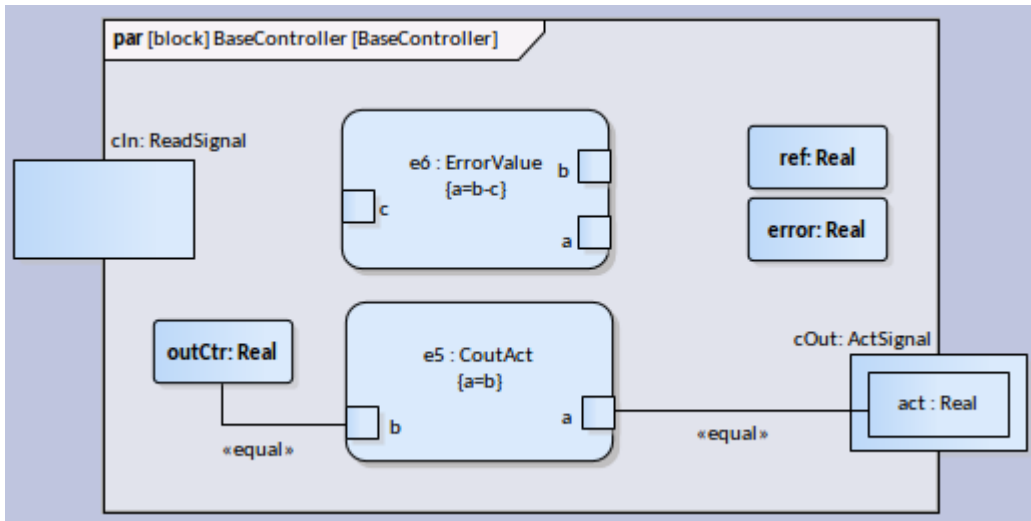 par [block] BaseController [BaseController]
cIn: ReadSignal
e6 : ErrorValue
{a=b-c}
b
c
a
ref: Real
error: Real
outCtr: Real
e5 : CoutAct
{a=b}
b
a
«equal»
«equal»
cOut: ActSignal
act : Real